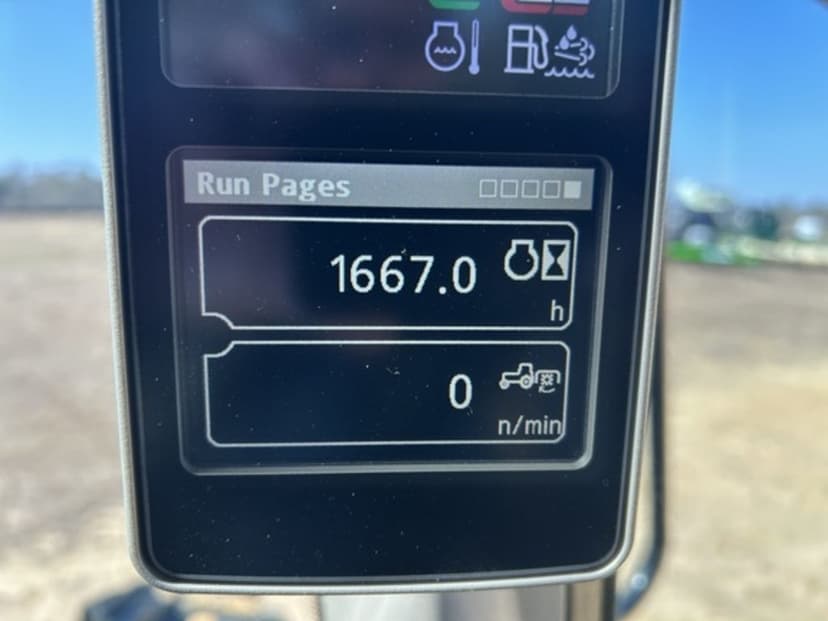 Run Pages
1667.0
h
0
n/min